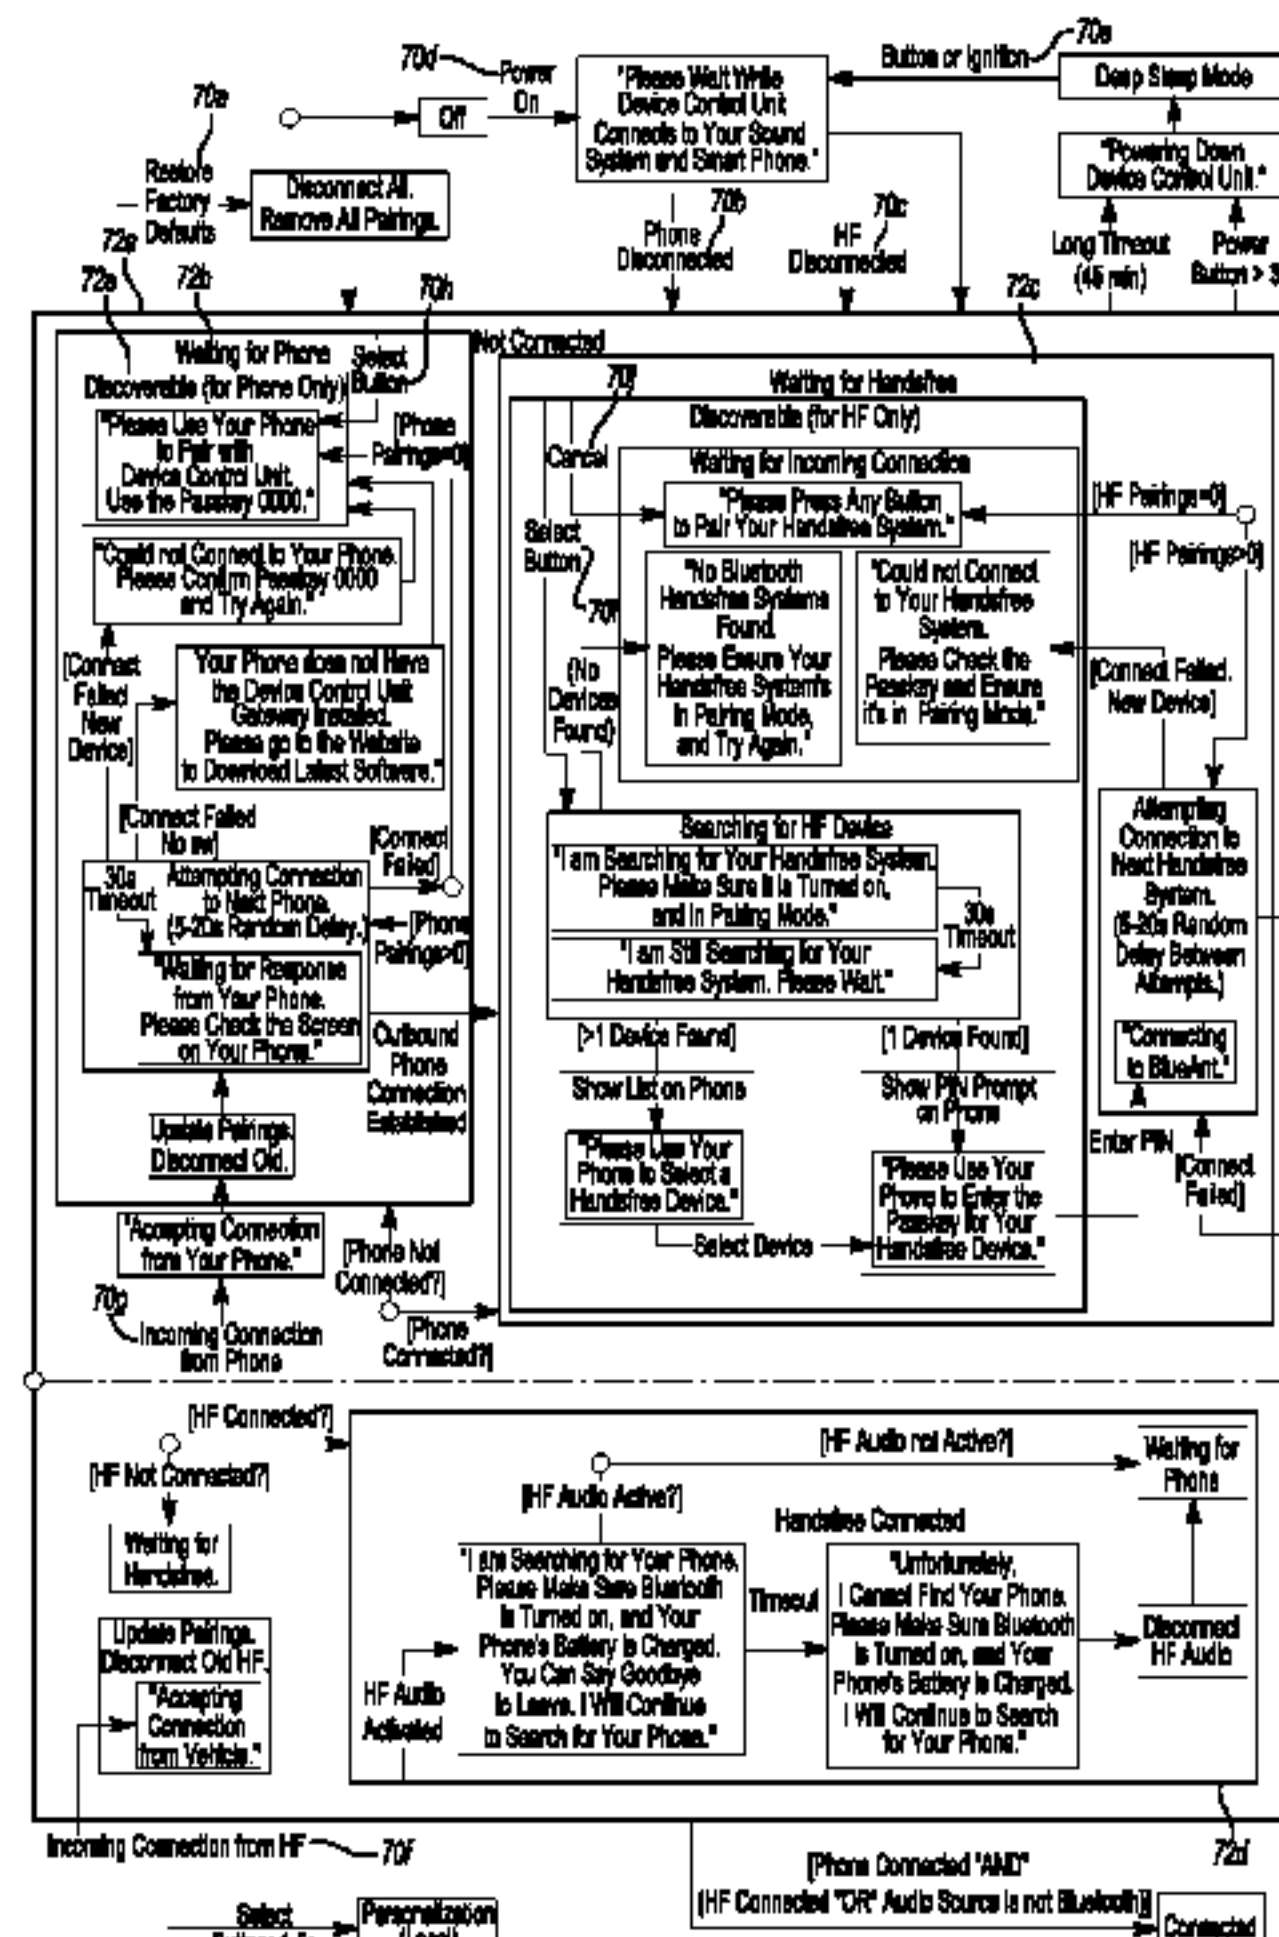 70d
Power
On
Off
"Please Wait While
Device Control Unit
Connects to Your Sound
System and Smart Phone."
Button or Ignition
Deep Sleep Mode
"Powering Down
Device Control Unit."
Restore
Factory
Defaults
Disconnect All.
Remove All Pairings.
70b
Phone
Disconnected
70c
HF
Disconnected
Long Timeout
(45 min)
Power
Button > 3
72b
70h
72c
Not Connected
Waiting for Phone
Discoverable (for Phone Only)
Select
Button
"Please Use Your Phone
to Pair with
Device Control Unit.
Use the Passkey 0000."
[Phone
Pairings=0]
"Could not Connect to Your Phone.
Please Confirm Passkey 0000
and Try Again."
[Connect
Failed
New
Device]
Your Phone does not Have
the Device Control Unit
Gateway Installed.
Please go to the Website
to Download Latest Software."
[Connect Failed
[Connect
Failed]
30s
Timeout
Attempting Connection
to Next Phone.
(5-20s Random Delay.)
[Phone
Pairings>0]
"Waiting for Response
from Your Phone.
Please Check the Screen
on Your Phone."
Outbound
Phone
Connection
Established
Update Pairings.
Disconnect Old.
"Accepting Connection
from Your Phone."
[Phone Not
Connected?]
70g
Incoming Connection
from Phone
[Phone
Connected?]
Waiting for Handsfree
Discoverable (for HF Only)
Cancel
Waiting for Incoming Connection
"Please Press Any Button
to Pair Your Handsfree System."
Select
Button
"No Bluetooth
Handsfree Systems
Found.
Please Ensure Your
Handsfree System's
in Pairing Mode,
and Try Again."
"Could not Connect
to Your Handsfree
System.
Please Check the
Passkey and Ensure
it's in Pairing Mode."
(No
Devices
Found)
[HF Pairings=0]
[HF Pairings>0]
[Connect Failed.
New Device]
Searching for HF Device
"I am Searching for Your Handsfree System.
Please Make Sure it is Turned on,
and in Pairing Mode."
30s
Timeout
"I am Still Searching for Your
Handsfree System. Please Wait."
[>1 Device Found]
[1 Device Found]
Show List on Phone
Show PIN Prompt
on Phone
"Please Use Your
Phone to Select a
Handsfree Device."
Select Device
"Please Use Your
Phone to Enter the
Passkey for Your
Handsfree Device."
Attempting
Connection to
Next Handsfree
System.
(5-20s Random
Delay Between
Attempts.)
"Connecting
to BlueAnt."
Enter PIN
[Connect
Failed]
[HF Connected?]
[HF Not Connected?]
Waiting for
Handsfree.
Update Pairings.
Disconnect Old HF.
"Accepting
Connection
from Vehicle."
Incoming Connection from HF
70f
[HF Audio not Active?]
[HF Audio Active?]
Handsfree Connected
Waiting for
Phone
HF Audio
Activated
"I am Searching for Your Phone.
Please Make Sure Bluetooth
is Turned on, and Your
Phone's Battery is Charged.
You Can Say Goodbye
to Leave. I Will Continue
to Search for Your Phone."
Timeout
"Unfortunately,
I Cannot Find Your Phone.
Please Make Sure Bluetooth
is Turned on, and Your
Phone's Battery is Charged.
I Will Continue to Search
for Your Phone."
Disconnect
HF Audio
72d
[Phone Connected "AND"
(HF Connected "OR" Audio Source is not Bluetooth)]
Connected
Select
Personalization